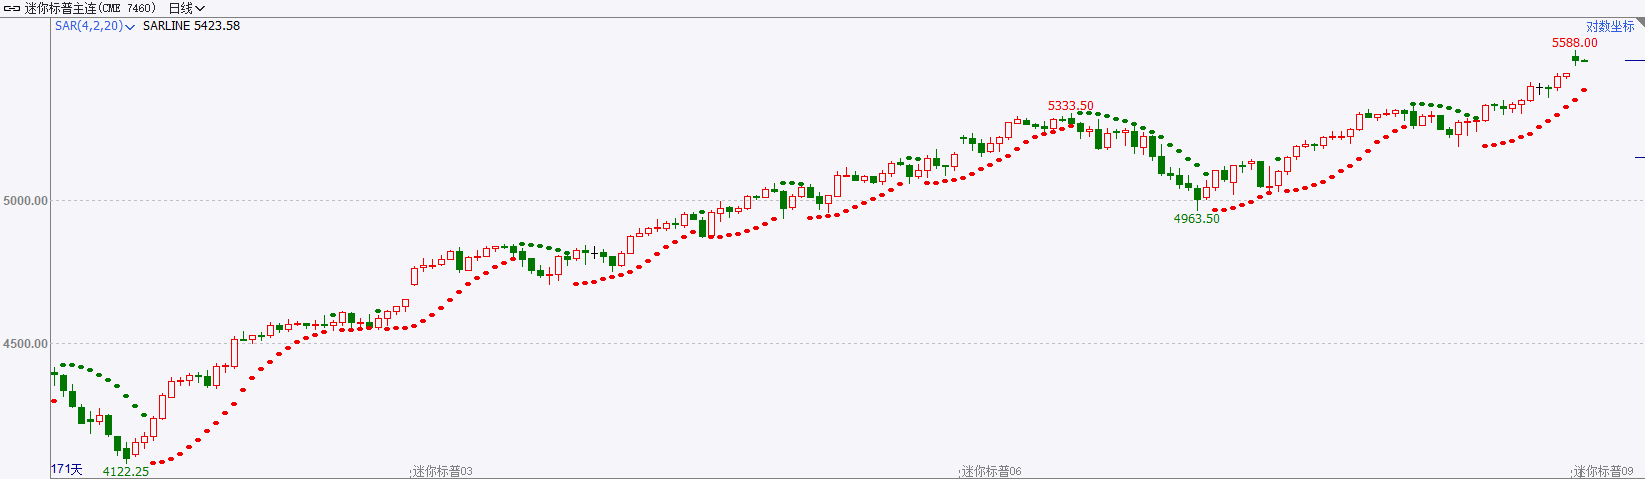 迷你标普主连(CME 7460) 日线
SAR(4,2,20) SARLINE 5423.58
对数坐标
5588.00
5333.50
5000.00
4963.50
4500.00
171天
4122.25
迷你标普03
迷你标普06
迷你标普09